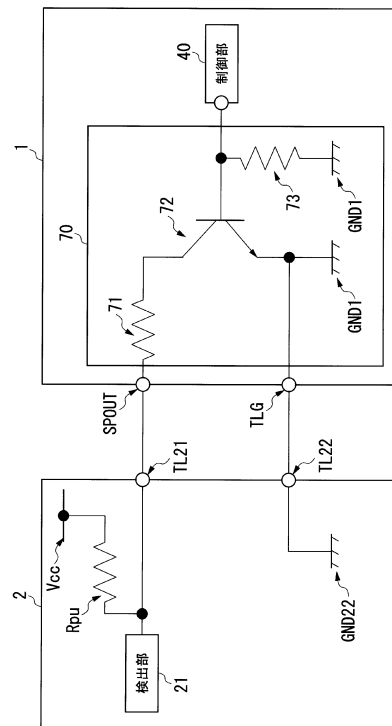 1
70
40
制御部
72
73
71
GND1
GND1
SPOUT
TLG
TL21
TL22
2
Vcc
Rpu
検出部
21
GND22